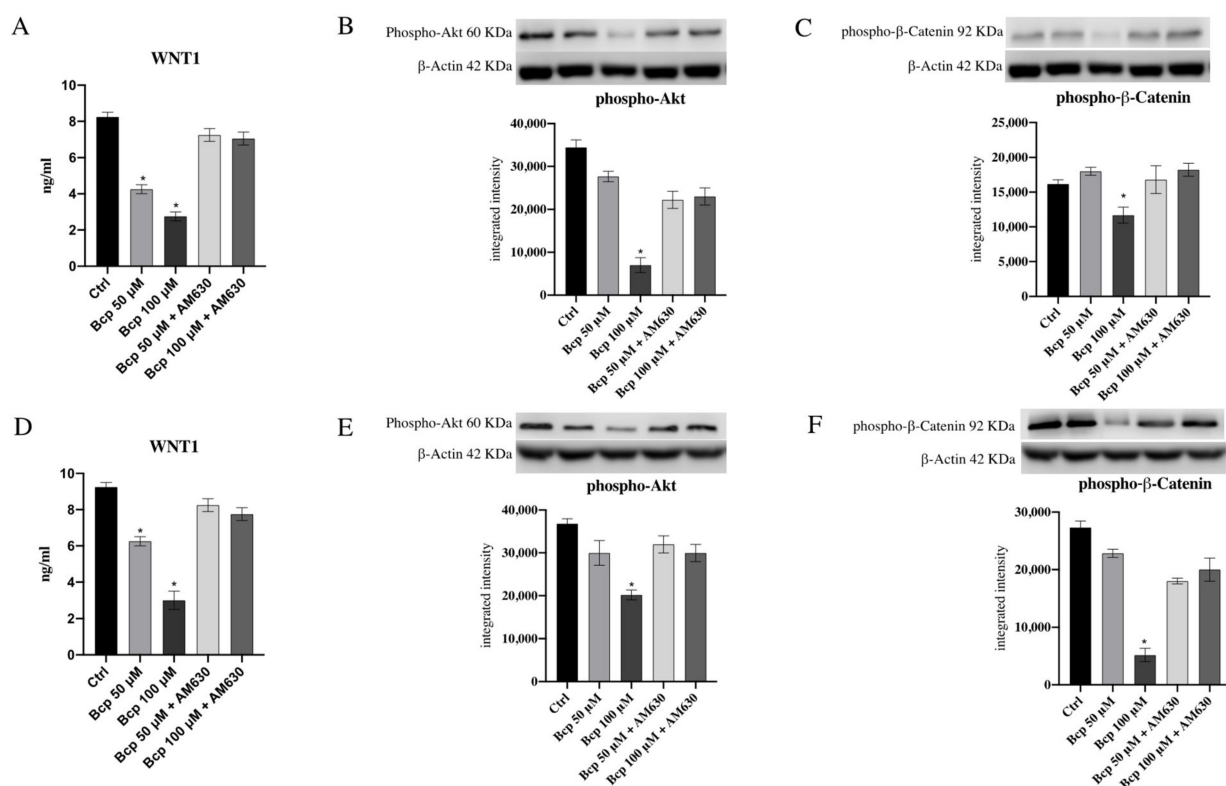 A
WNT1
ng/ml
10
8
6
4
2
0
Ctrl
Bcp 50 µM
Bcp 100 µM
Bcp 50 µM + AM630
Bcp 100 µM + AM630
*
*
B
Phospho-Akt 60 KDa
β-Actin 42 KDa
phospho-Akt
integrated intensity
40,000
30,000
20,000
10,000
0
Ctrl
Bcp 50 µM
Bcp 100 µM
Bcp 50 µM + AM630
Bcp 100 µM + AM630
*
C
phospho-β-Catenin 92 KDa
β-Actin 42 KDa
phospho-β-Catenin
integrated intensity
25,000
20,000
15,000
10,000
15,000
0
Ctrl
Bcp 50 µM
Bcp 100 µM
Bcp 50 µM + AM630
Bcp 100 µM + AM630
*
D
WNT1
ng/ml
10
8
6
4
2
0
Ctrl
Bcp 50 µM
Bcp 100 µM
Bcp 50 µM + AM630
Bcp 100 µM + AM630
*
*
E
Phospho-Akt 60 KDa
β-Actin 42 KDa
phospho-Akt
integrated intensity
40,000
30,000
40,000
10,000
0
Ctrl
Bcp 50 µM
Bcp 100 µM
Bcp 50 µM + AM630
Bcp 100 µM + AM630
*
F
phospho-β-Catenin 92 KDa
β-Actin 42 KDa
phospho-β-Catenin
integrated intensity
30,000
20,000
10,000
0
Ctrl
Bcp 50 µM
Bcp 100 µM
Bcp 50 µM + AM630
Bcp 100 µM + AM630
*